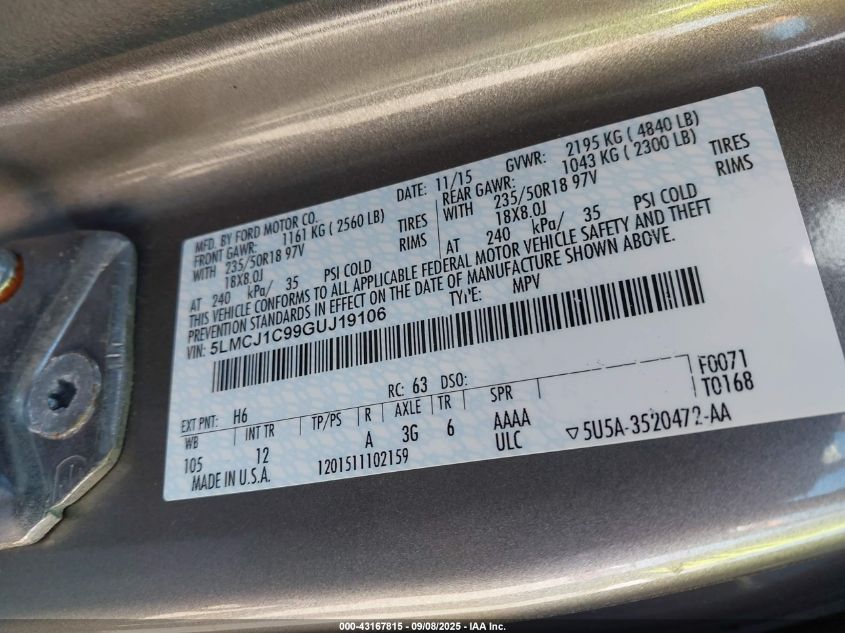 MFD. BY FORD MOTOR CO. DATE: 11/15 GVWR: 2195 KG ( 4840 LB)
FRONT GAWR: 1161 KG ( 2560 LB) REAR GAWR: 1043 KG ( 2300 LB)
WITH 235/50R18 97V TIRES WITH 235/50R18 97V TIRES
18X8.0J RIMS 18X8.0J RIMS
AT 240 kPa/ 35 PSI COLD AT 240 kPa/ 35 PSI COLD
THIS VEHICLE CONFORMS TO ALL APPLICABLE FEDERAL MOTOR VEHICLE SAFETY AND THEFT
PREVENTION STANDARDS IN EFFECT ON THE DATE OF MANUFACTURE SHOWN ABOVE.
VIN: 5LMCJ1C99GUJ19106 TYPE: MPV
F0071
T0168
EXT PNT: H6 RC: 63 DSO:
WB INT TR TP/PS R AXLE TR SPR
105 12 A 3G 6 AAAA
ULC ▽5U5A-3520472-AA
MADE IN U.S.A. 1201511102159
000-43167815 - 09/08/2025 - IAA Inc.